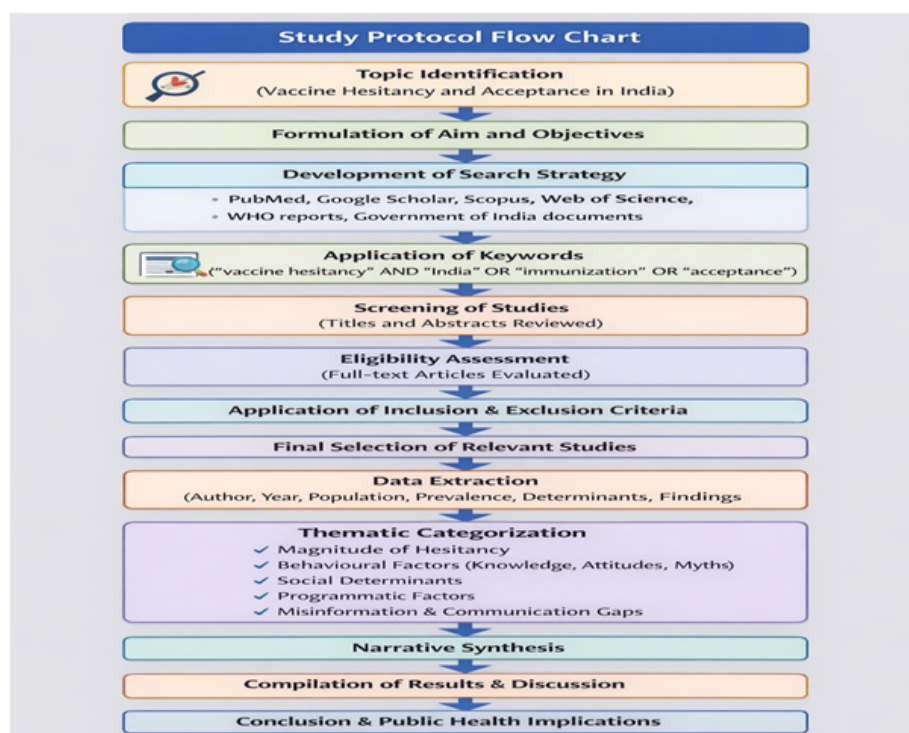 Study Protocol Flow Chart
Topic Identification
(Vaccine Hesitancy and Acceptance in India)
Formulation of Aim and Objectives
Development of Search Strategy
• PubMed, Google Scholar, Scopus, Web of Science,
• WHO reports, Government of India documents
Application of Keywords
("vaccine hesitancy" AND "India" OR "immunization" OR "acceptance")
Screening of Studies
(Titles and Abstracts Reviewed)
Eligibility Assessment
(Full-text Articles Evaluated)
Application of Inclusion & Exclusion Criteria
Final Selection of Relevant Studies
Data Extraction
(Author, Year, Population, Prevalence, Determinants, Findings
Thematic Categorization
✓ Magnitude of Hesitancy
✓ Behavioural Factors (Knowledge, Attitudes, Myths)
✓ Social Determinants
✓ Programmatic Factors
✓ Misinformation & Communication Gaps
Narrative Synthesis
Compilation of Results & Discussion
Conclusion & Public Health Implications